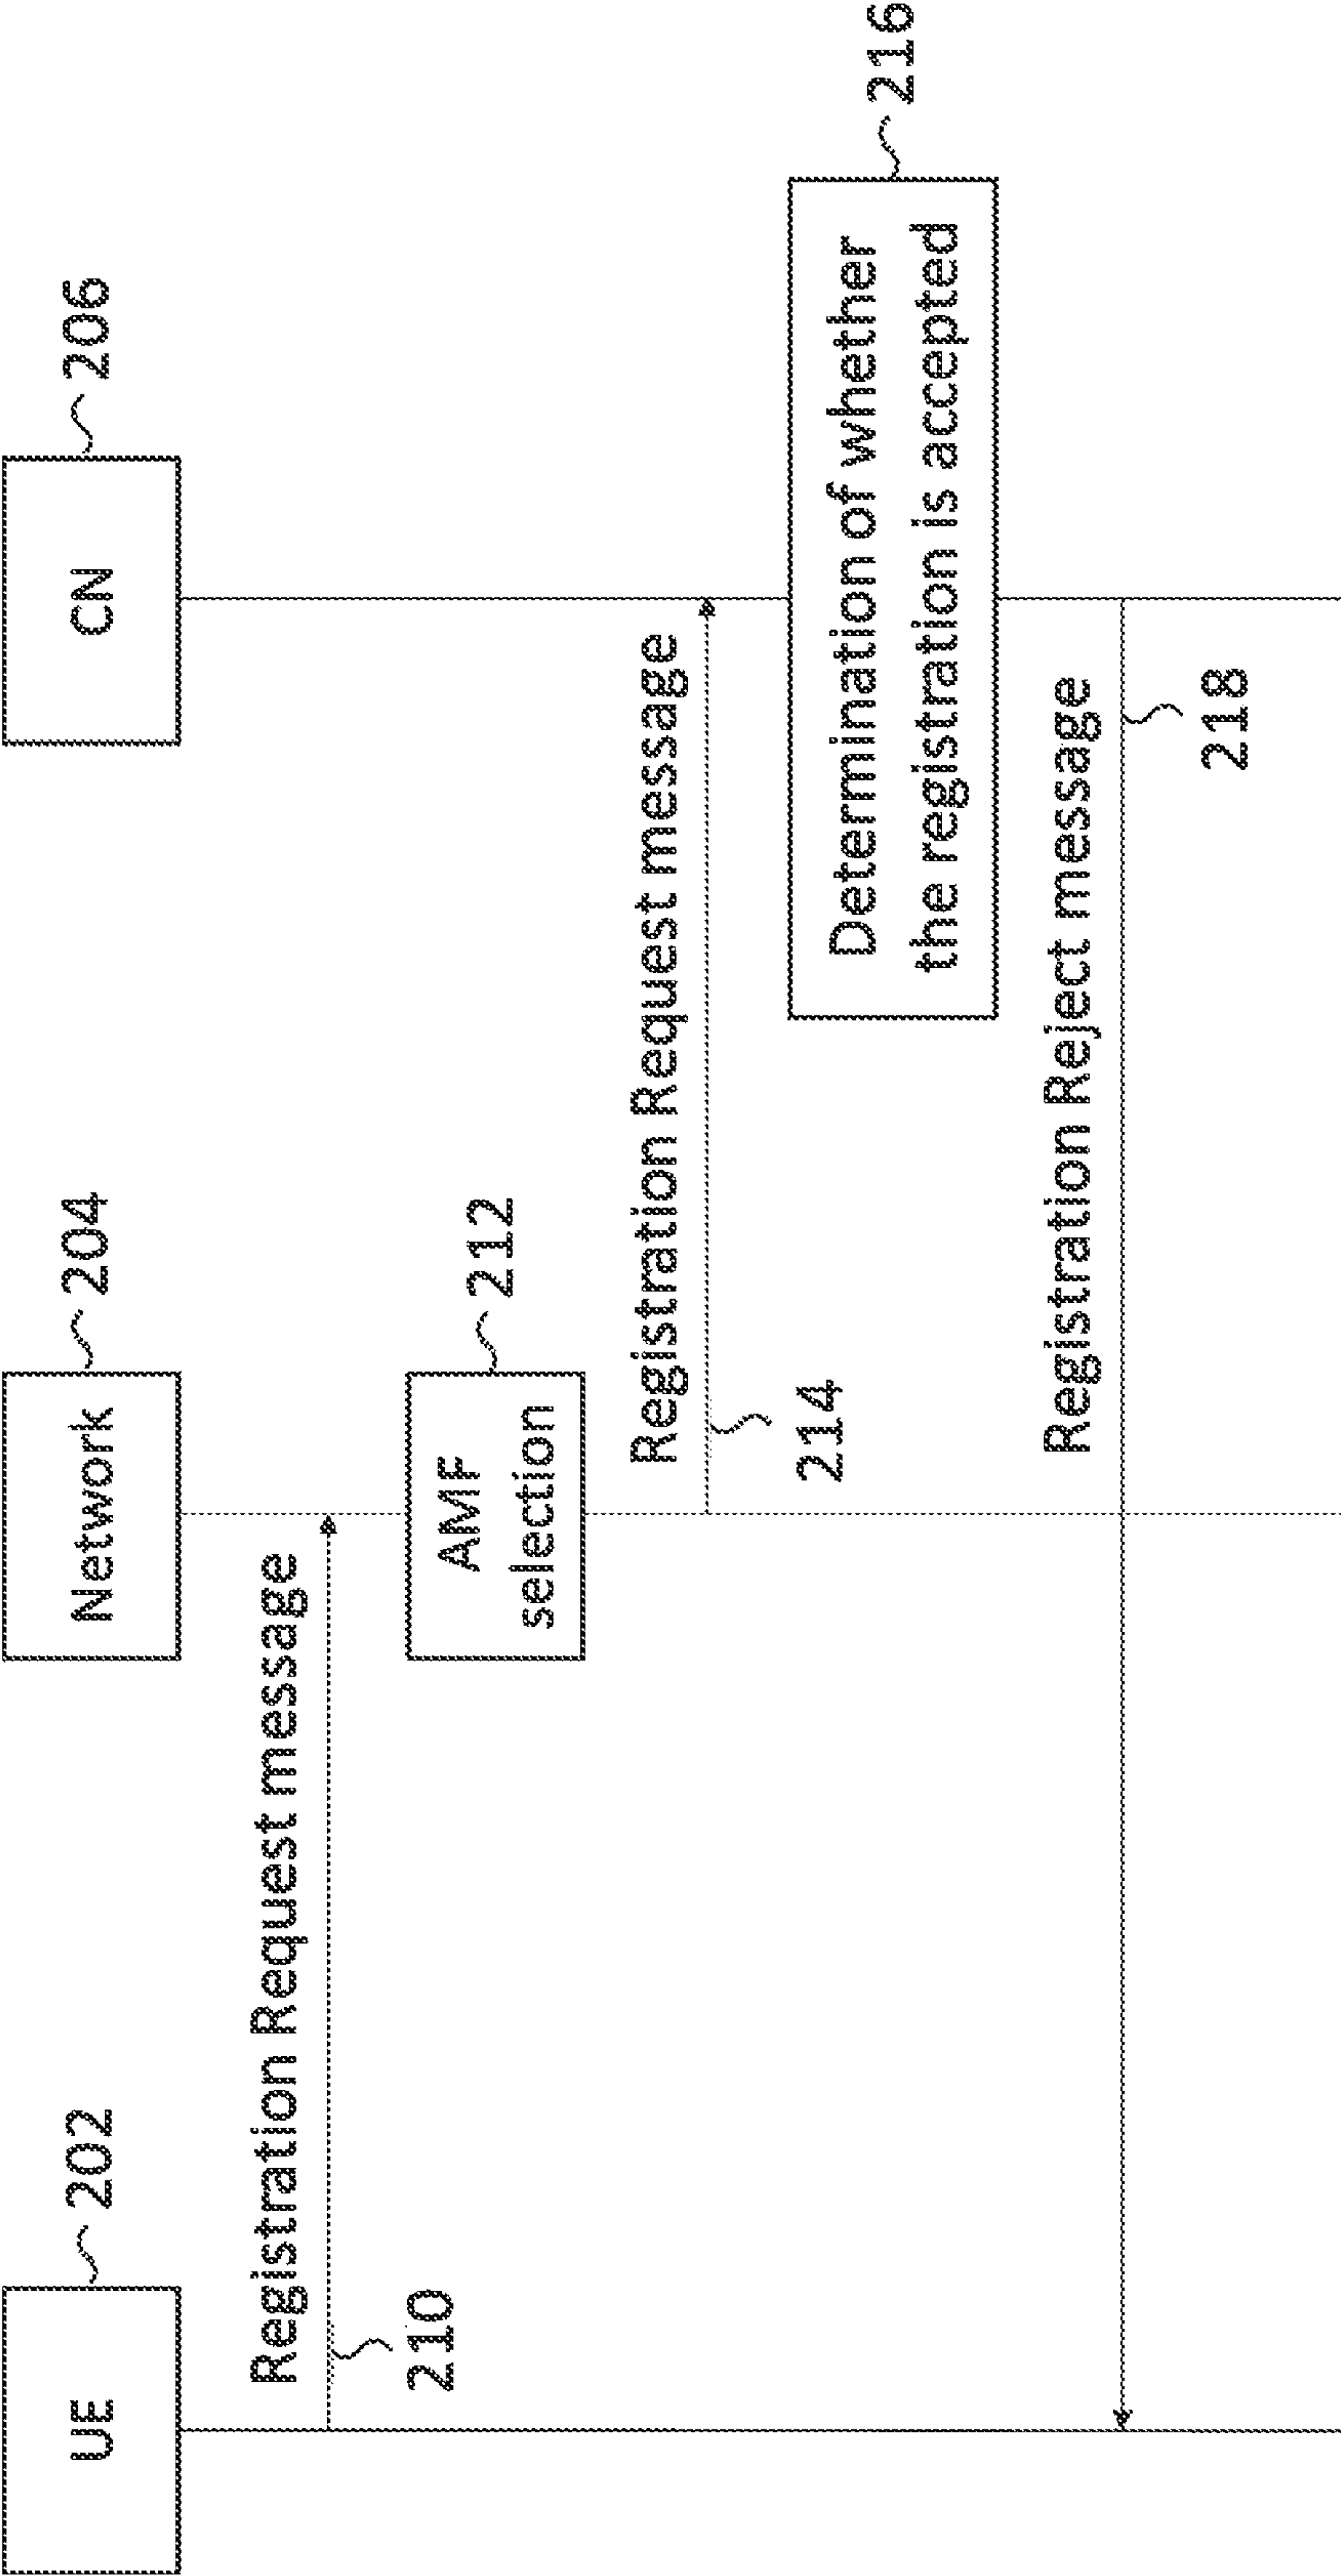 UE
202
Network
204
CN
206
Registration Request message
210
AMF
selection
212
Registration Request message
214
Determination of whether
the registration is accepted
216
Registration Reject message
218